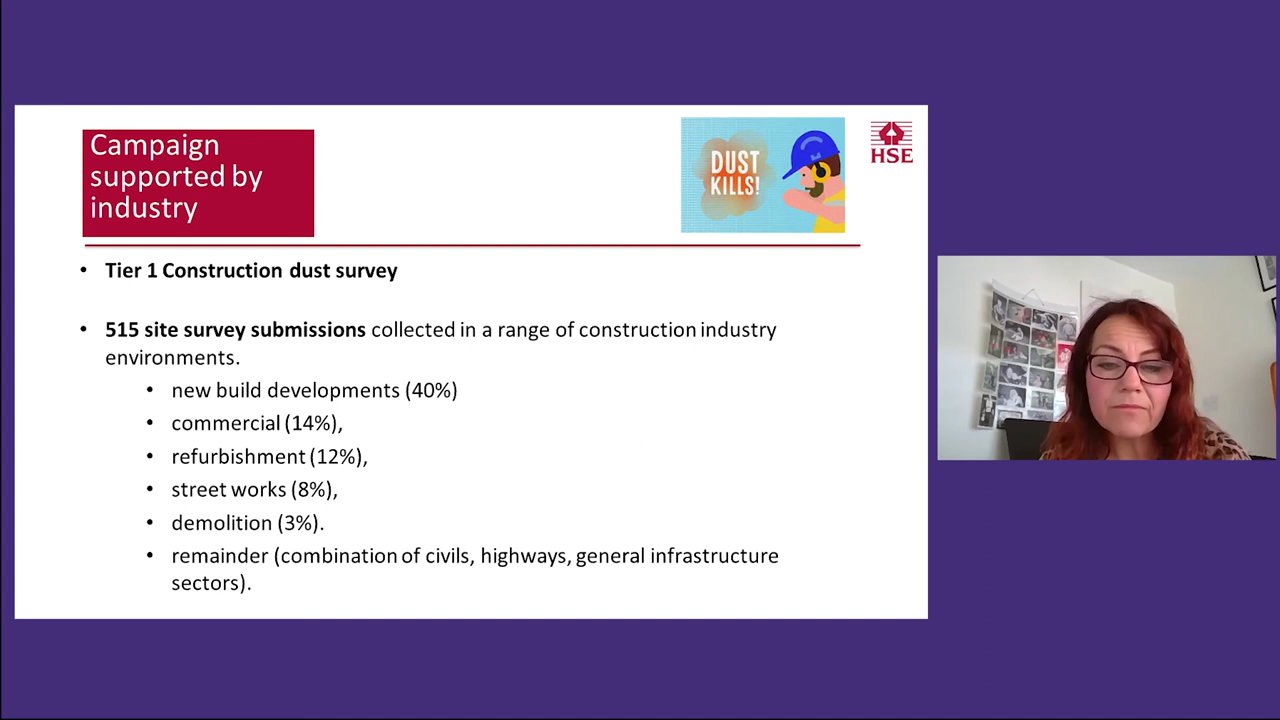 Campaign
supported by
industry
DUST
KILLS!
HSE
• Tier 1 Construction dust survey
• 515 site survey submissions collected in a range of construction industry
environments.
• new build developments (40%)
• commercial (14%),
• refurbishment (12%),
• street works (8%),
• demolition (3%).
• remainder (combination of civils, highways, general infrastructure
sectors).